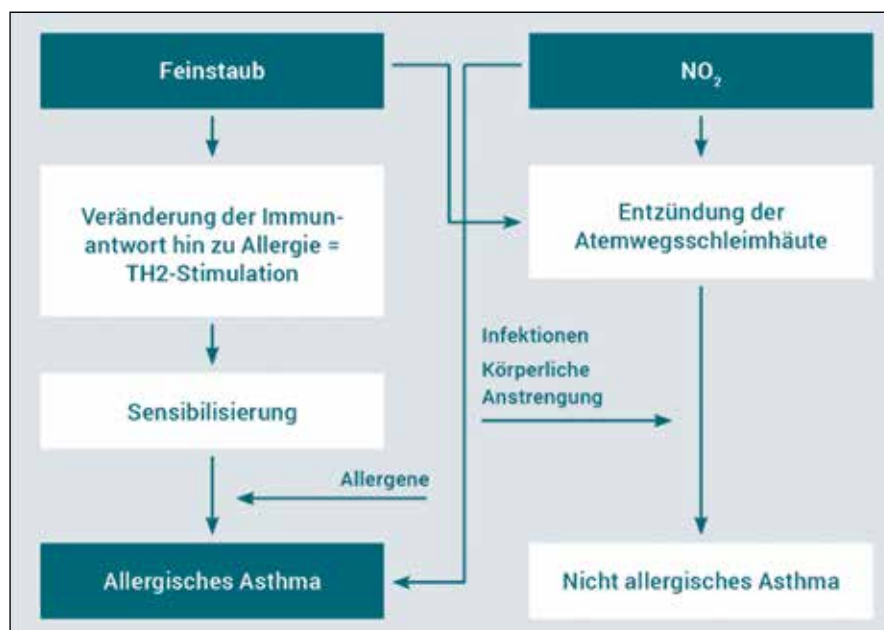 Feinstaub
NO₂
Veränderung der Immun-
antwort hin zu Allergie =
TH2-Stimulation
Entzündung der
Atemwegsschleimhäute
Infektionen
Körperliche
Anstrengung
Sensibilisierung
Allergene
Allergisches Asthma
Nicht allergisches Asthma